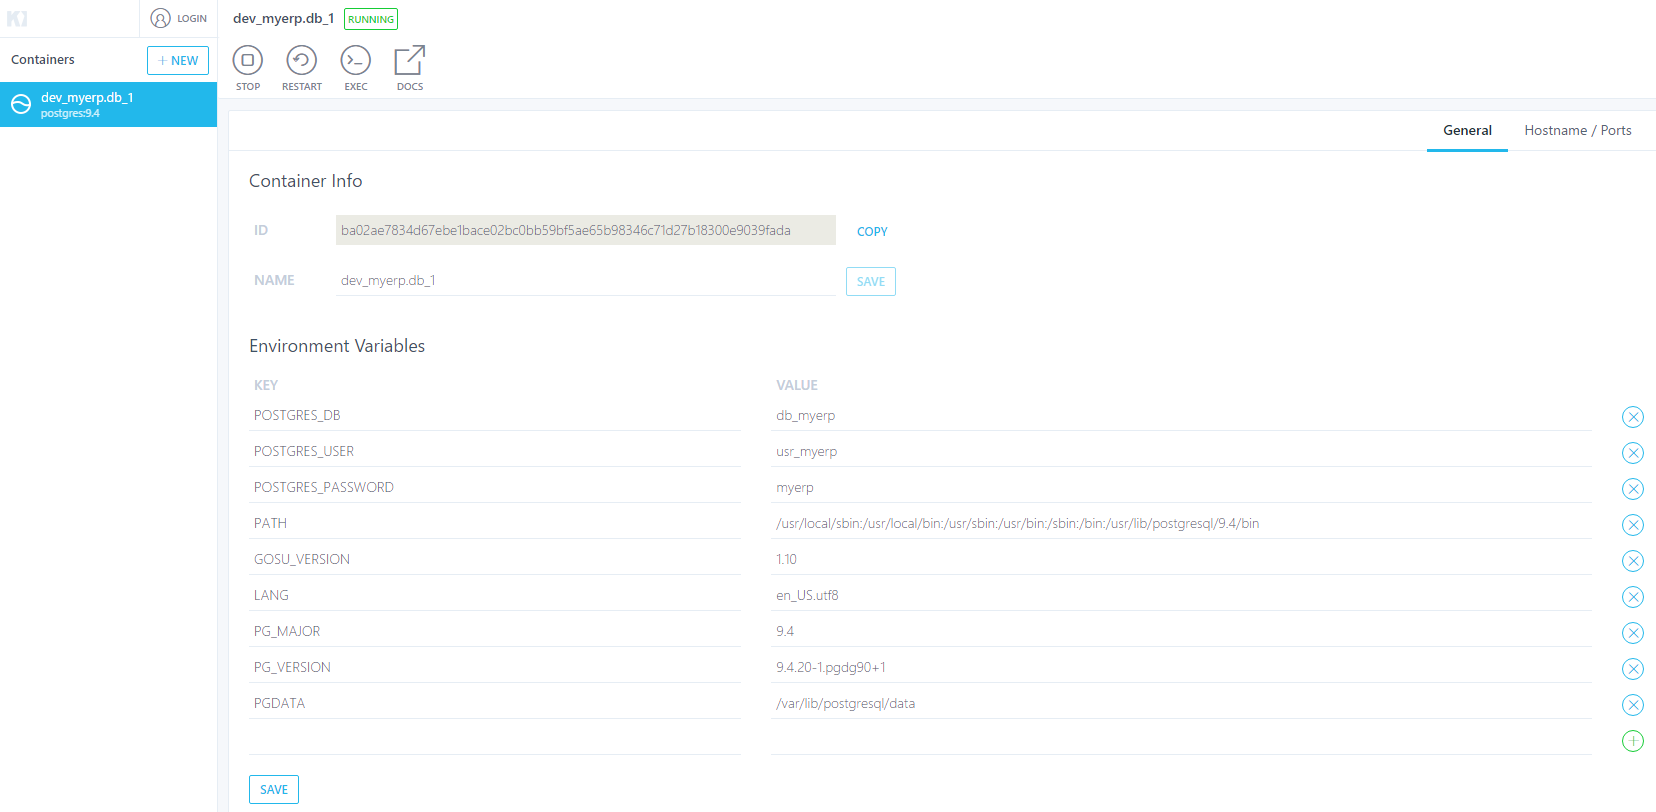 LOGIN
Containers
+ NEW
dev_myerp.db_1
postgres:9.4
dev_myerp.db_1 RUNNING
STOP RESTART EXEC DOCS
General Hostname / Ports
Container Info
ID ba02ae7834d67ebe1bace02bc0bb59bf5ae65b98346c71d27b18300e9039fada COPY
NAME dev_myerp.db_1 SAVE
Environment Variables
KEY VALUE
POSTGRES_DB db_myerp
POSTGRES_USER usr_myerp
POSTGRES_PASSWORD myerp
PATH /usr/local/sbin:/usr/local/bin:/usr/sbin:/usr/bin:/sbin:/bin:/usr/lib/postgresql/9.4/bin
GOSU_VERSION 1.10
LANG en_US.utf8
PG_MAJOR 9.4
PG_VERSION 9.4.20-1.pgdg90+1
PGDATA /var/lib/postgresql/data
SAVE